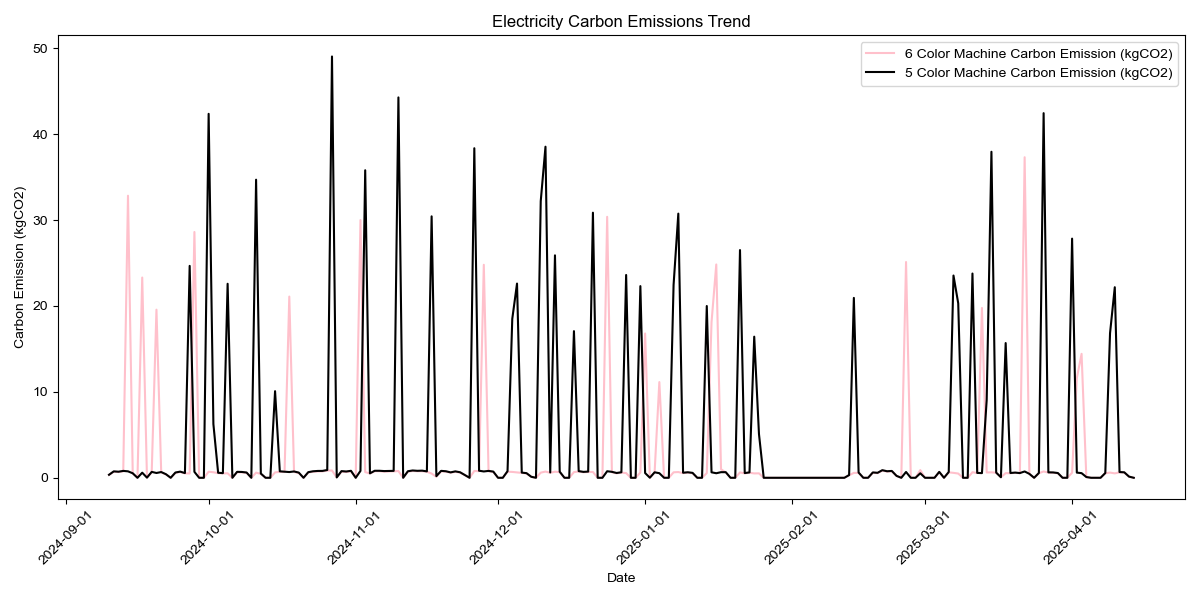 Electricity Carbon Emissions Trend
6 Color Machine Carbon Emission (kgCO2)
5 Color Machine Carbon Emission (kgCO2)
Carbon Emission (kgCO2)
50
40
30
20
10
0
2024-09-01
2024-10-01
2024-11-01
2024-12-01
2025-01-01
2025-02-01
2025-03-01
2025-04-01
Date